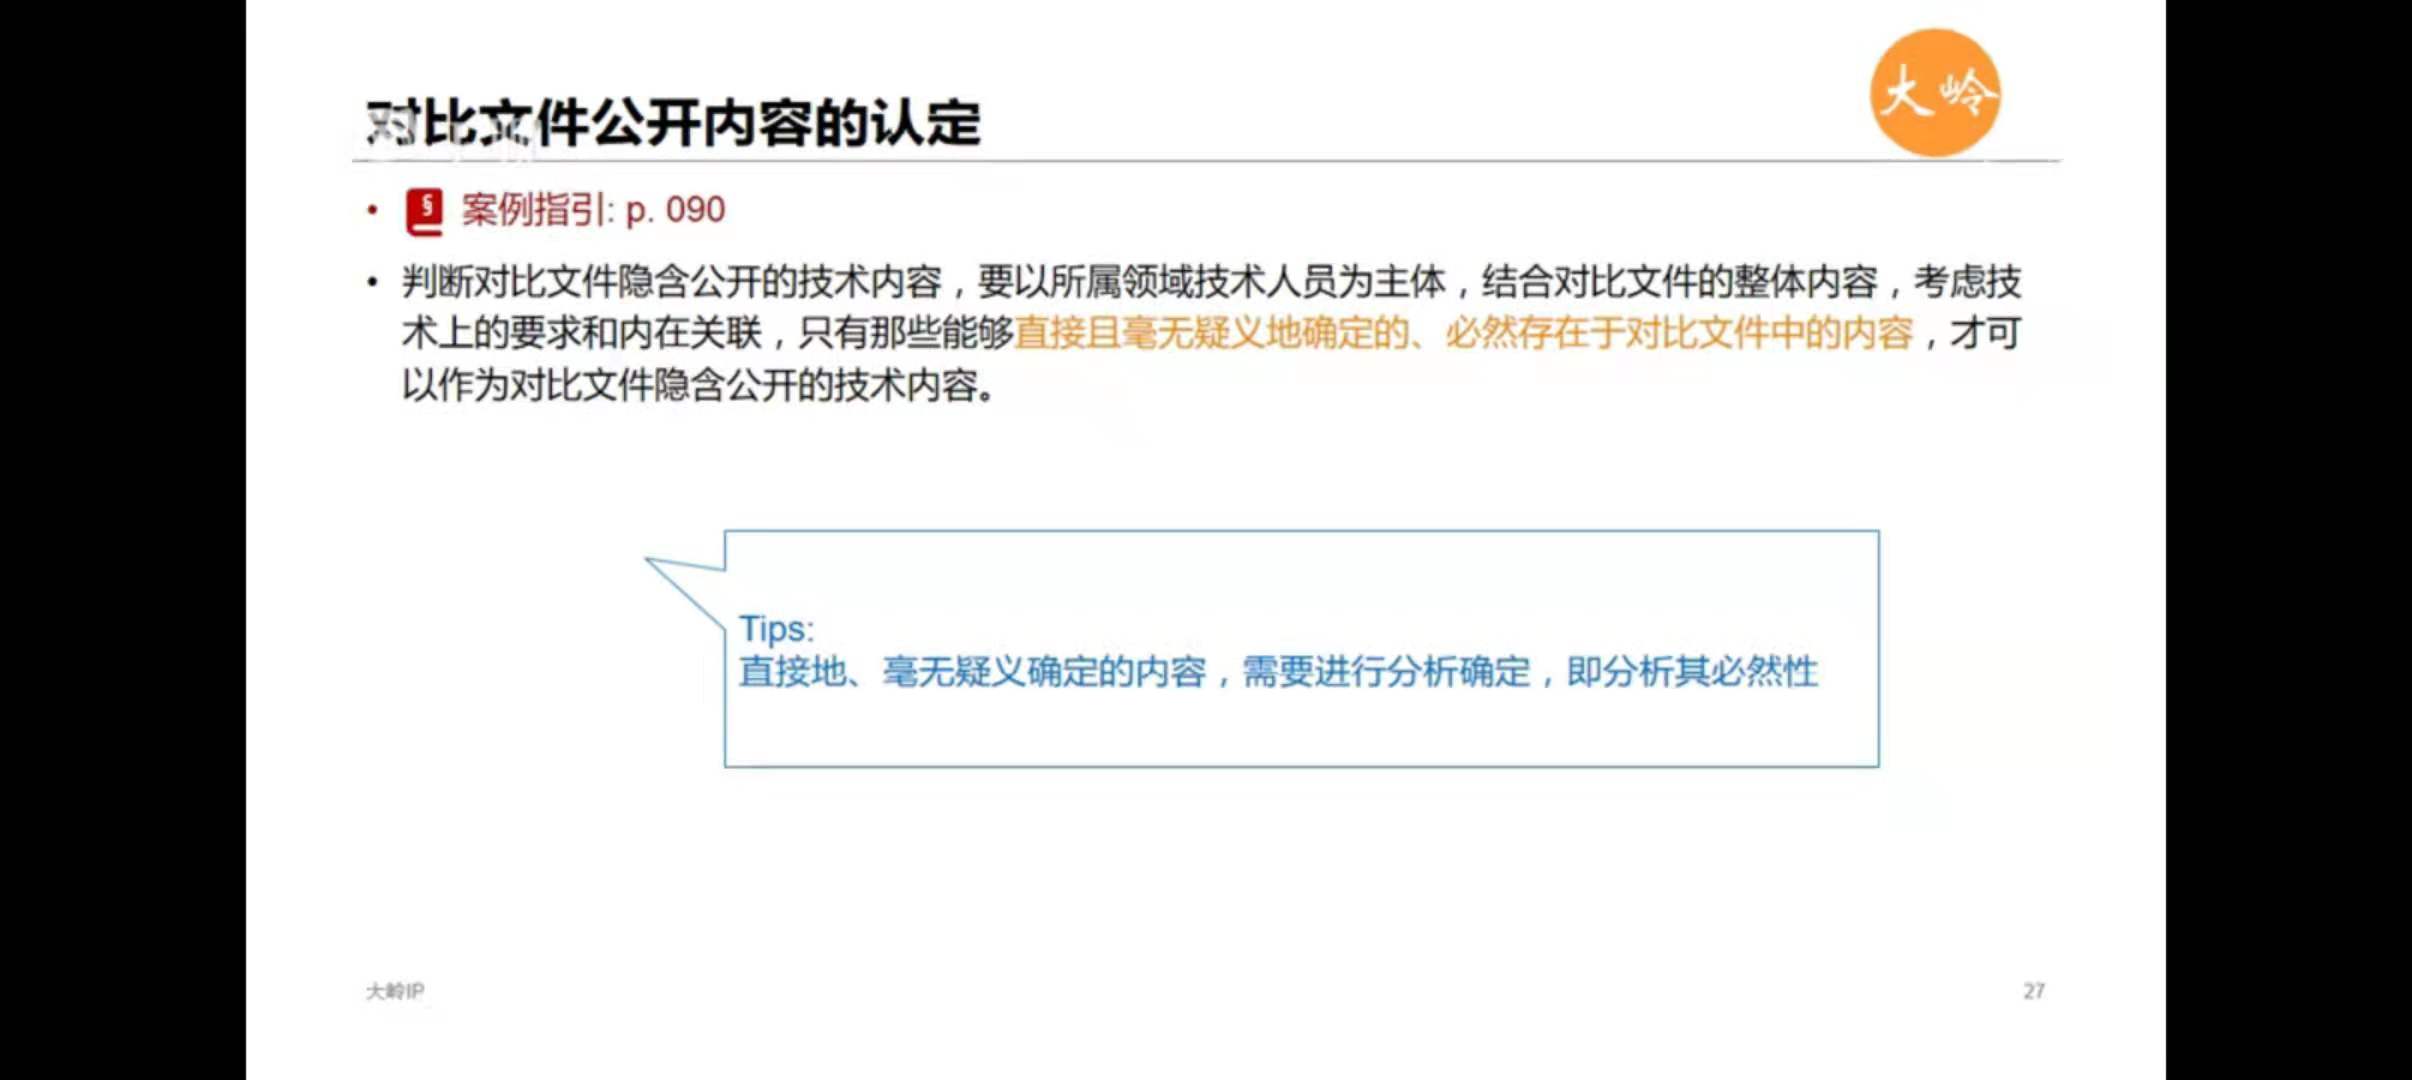 大岭
对比文件公开内容的认定
• § 案例指引: p. 090
• 判断对比文件隐含公开的技术内容，要以所属领域技术人员为主体，结合对比文件的整体内容，考虑技
术上的要求和内在关联，只有那些能够直接且毫无疑义地确定的、必然存在于对比文件中的内容，才可
以作为对比文件隐含公开的技术内容。
Tips:
直接地、毫无疑义确定的内容，需要进行分析确定，即分析其必然性
大岭IP
27